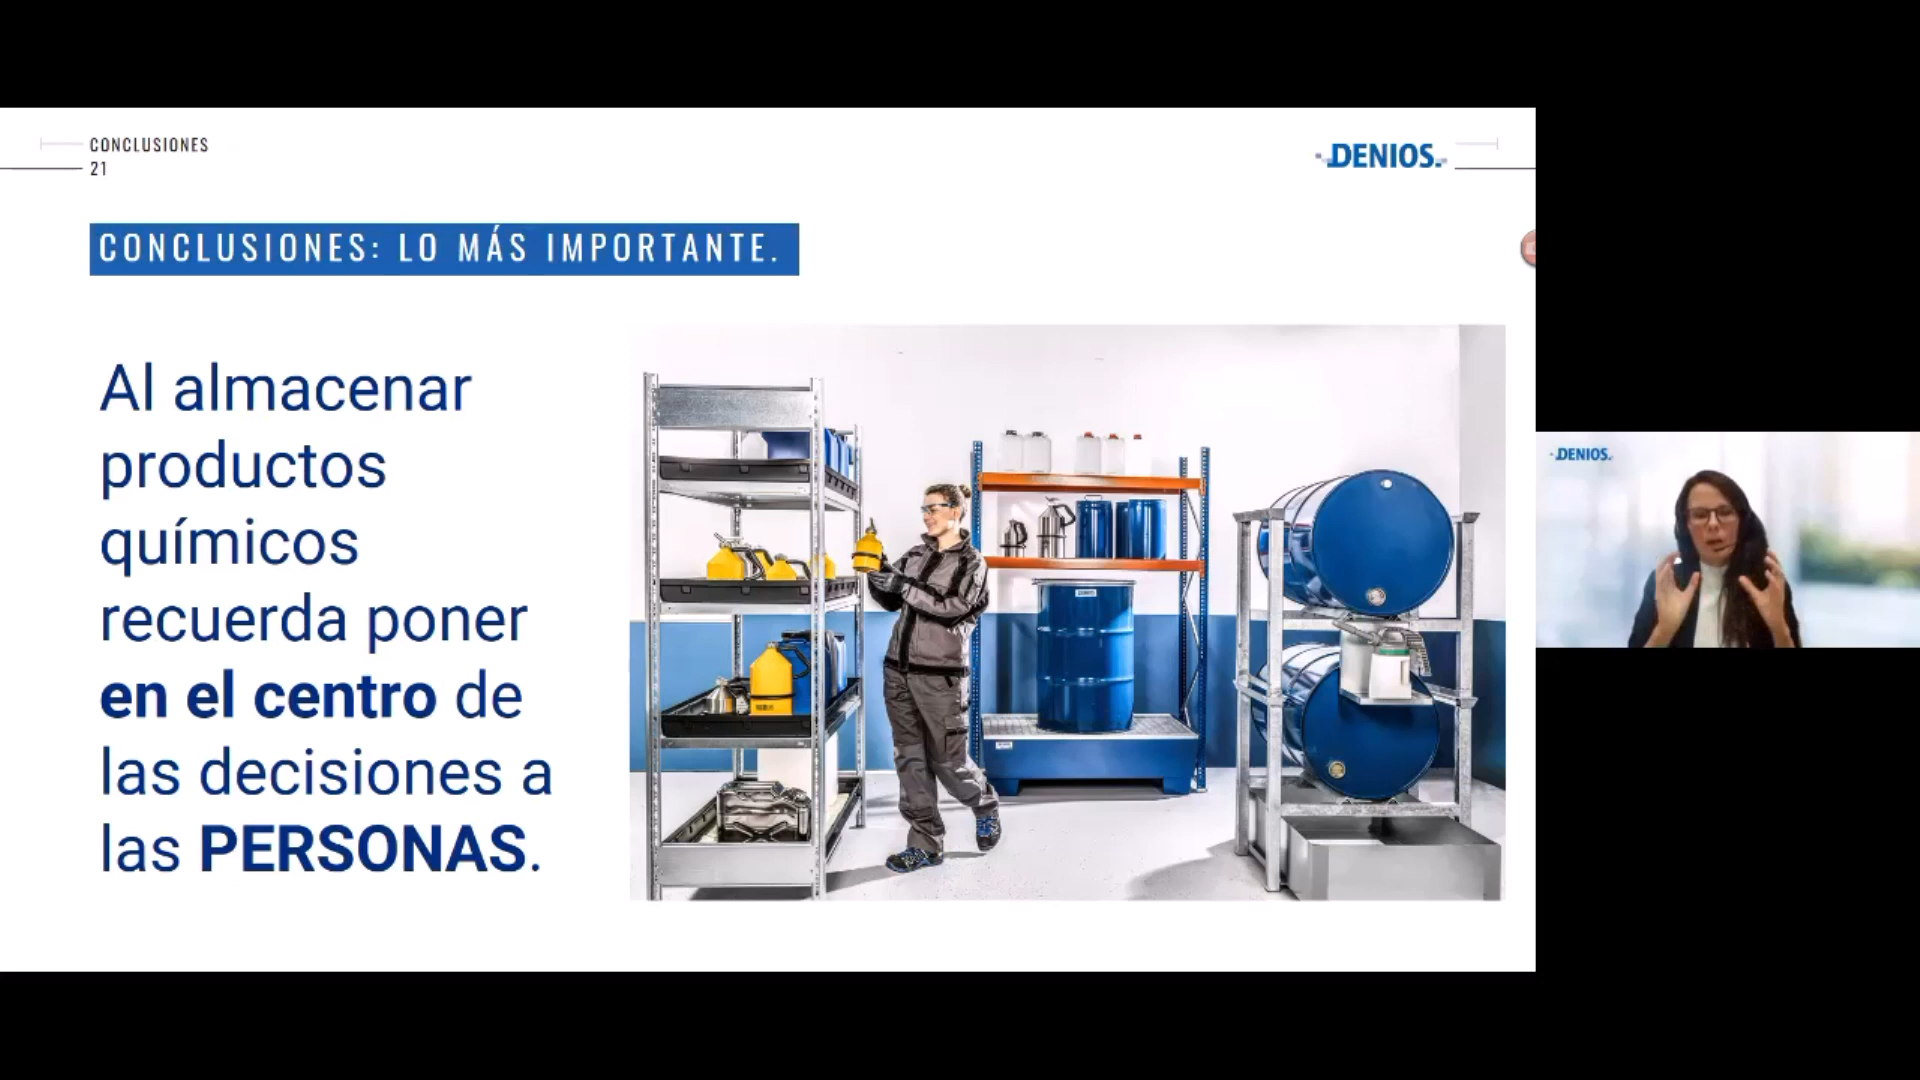 CONCLUSIONES
21
DENIOS.
CONCLUSIONES: LO MÁS IMPORTANTE.
Al almacenar
productos
químicos
recuerda poner
en el centro de
las decisiones a
las PERSONAS.
DENIOS.